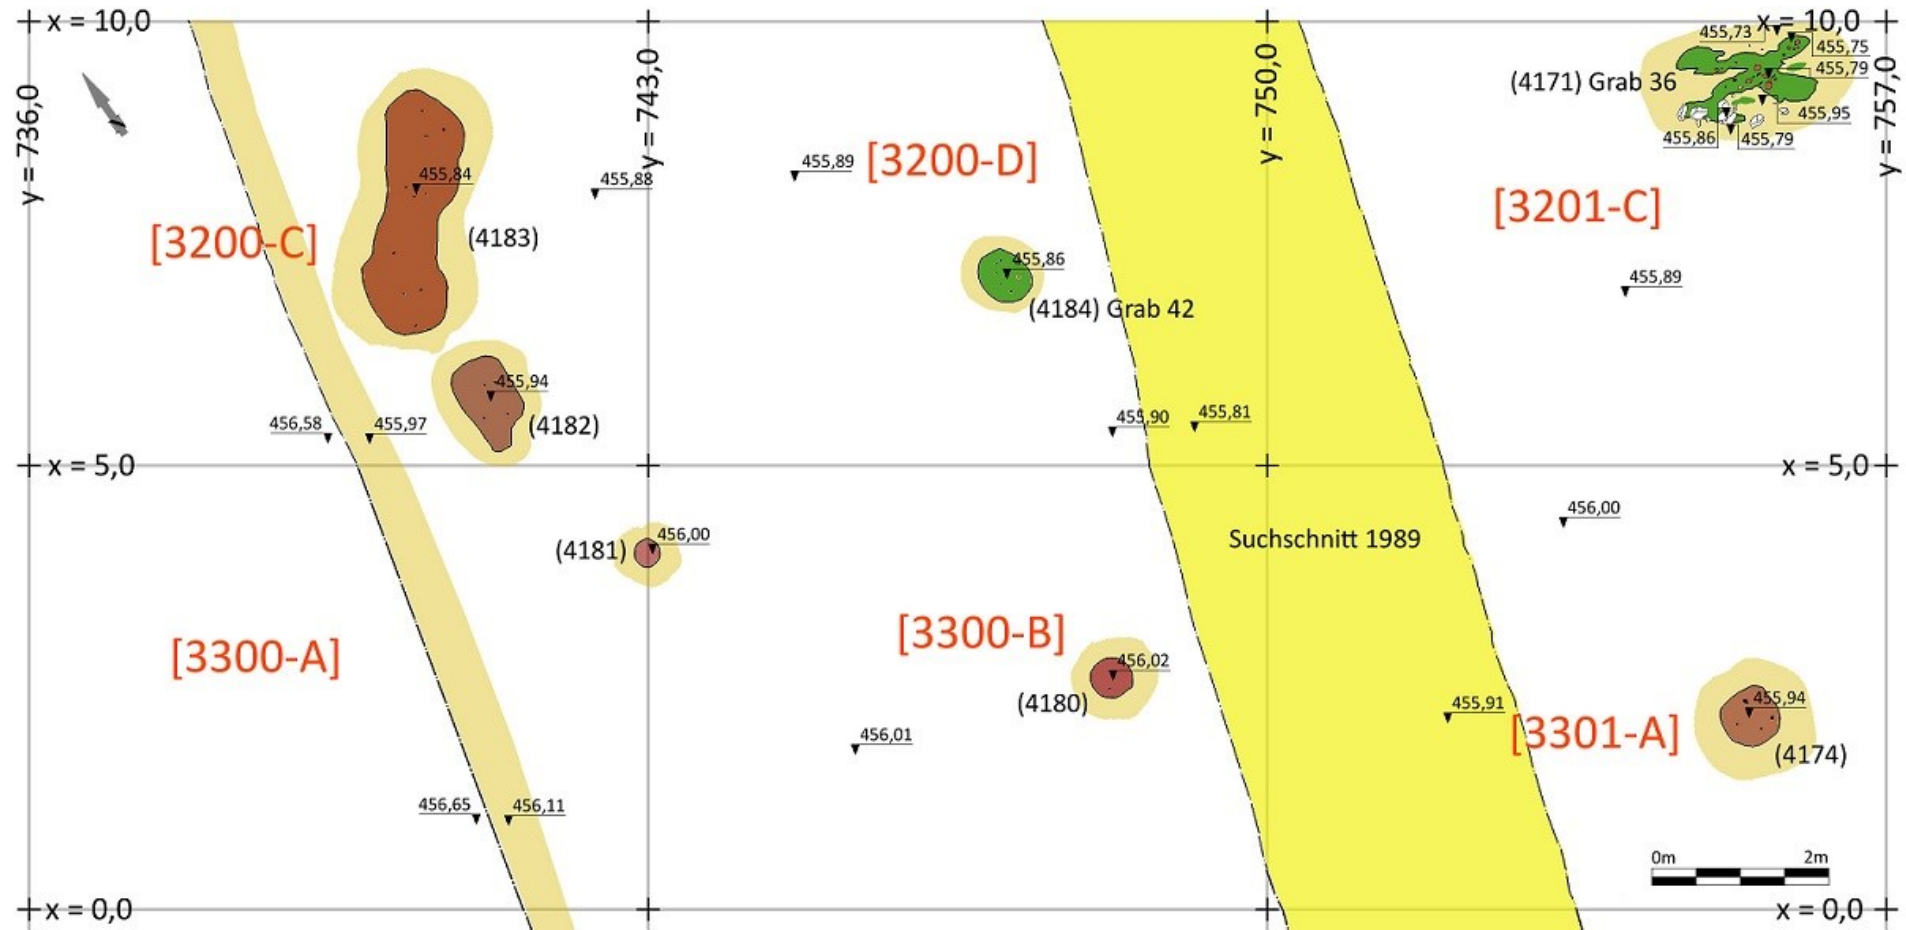 x = 10,0
x = 10,0
y = 736,0
y = 743,0
y = 750,0
y = 757,0
455,73
455,75
455,79
(4171) Grab 36
455,95
455,86
455,79
455,84
455,88
455,89
[3200-D]
[3200-C]
(4183)
[3201-C]
455,86
(4184) Grab 42
455,89
455,94
(4182)
456,58
455,97
455,90
455,81
x = 5,0
x = 5,0
456,00
(4181)
456,00
Suchschnitt 1989
[3300-A]
[3300-B]
456,02
(4180)
456,01
455,91
[3301-A]
455,94
(4174)
456,65
456,11
0m
2m
x = 0,0
x = 0,0